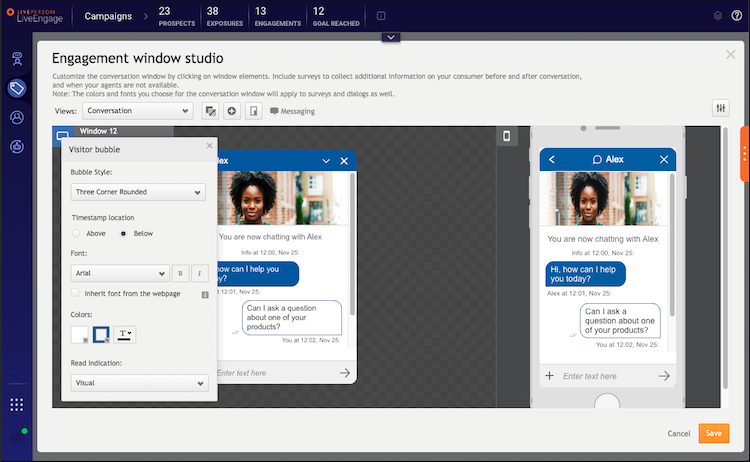 LIVEPERSON
LiveEngage
Campaigns
23
PROSPECTS
38
EXPOSURES
13
ENGAGEMENTS
12
GOAL REACHED
Engagement window studio
Customize the conversation window by clicking on window elements. Include surveys to collect additional information on your consumer before and after conversation,
and when your agents are not available.
Note: The colors and fonts you choose for the conversation window will apply to surveys and dialogs as well.
Views:
Conversation
Messaging
Window 12
Visitor bubble
Bubble Style:
Three Corner Rounded
Timestamp location
Above
Below
Font:
Arial
B
I
Inherit font from the webpage
Colors:
T
Read Indication:
Visual
lex
You are now chatting with Alex
Info at 12:00, Nov 25:
how can I help you
y?
at 12:01, Nov 25:
Can I ask a question
about one of your
products?
You at 12:02, Nov 25:
Enter text here
Alex
You are now chatting with Alex
Info at 12:00, Nov 25:
Hi, how can I help
you today?
Alex at 12:01, Nov 25:
Can I ask a
question about one
of your products?
You at 12:02, Nov 25:
Enter text here
Cancel
Save